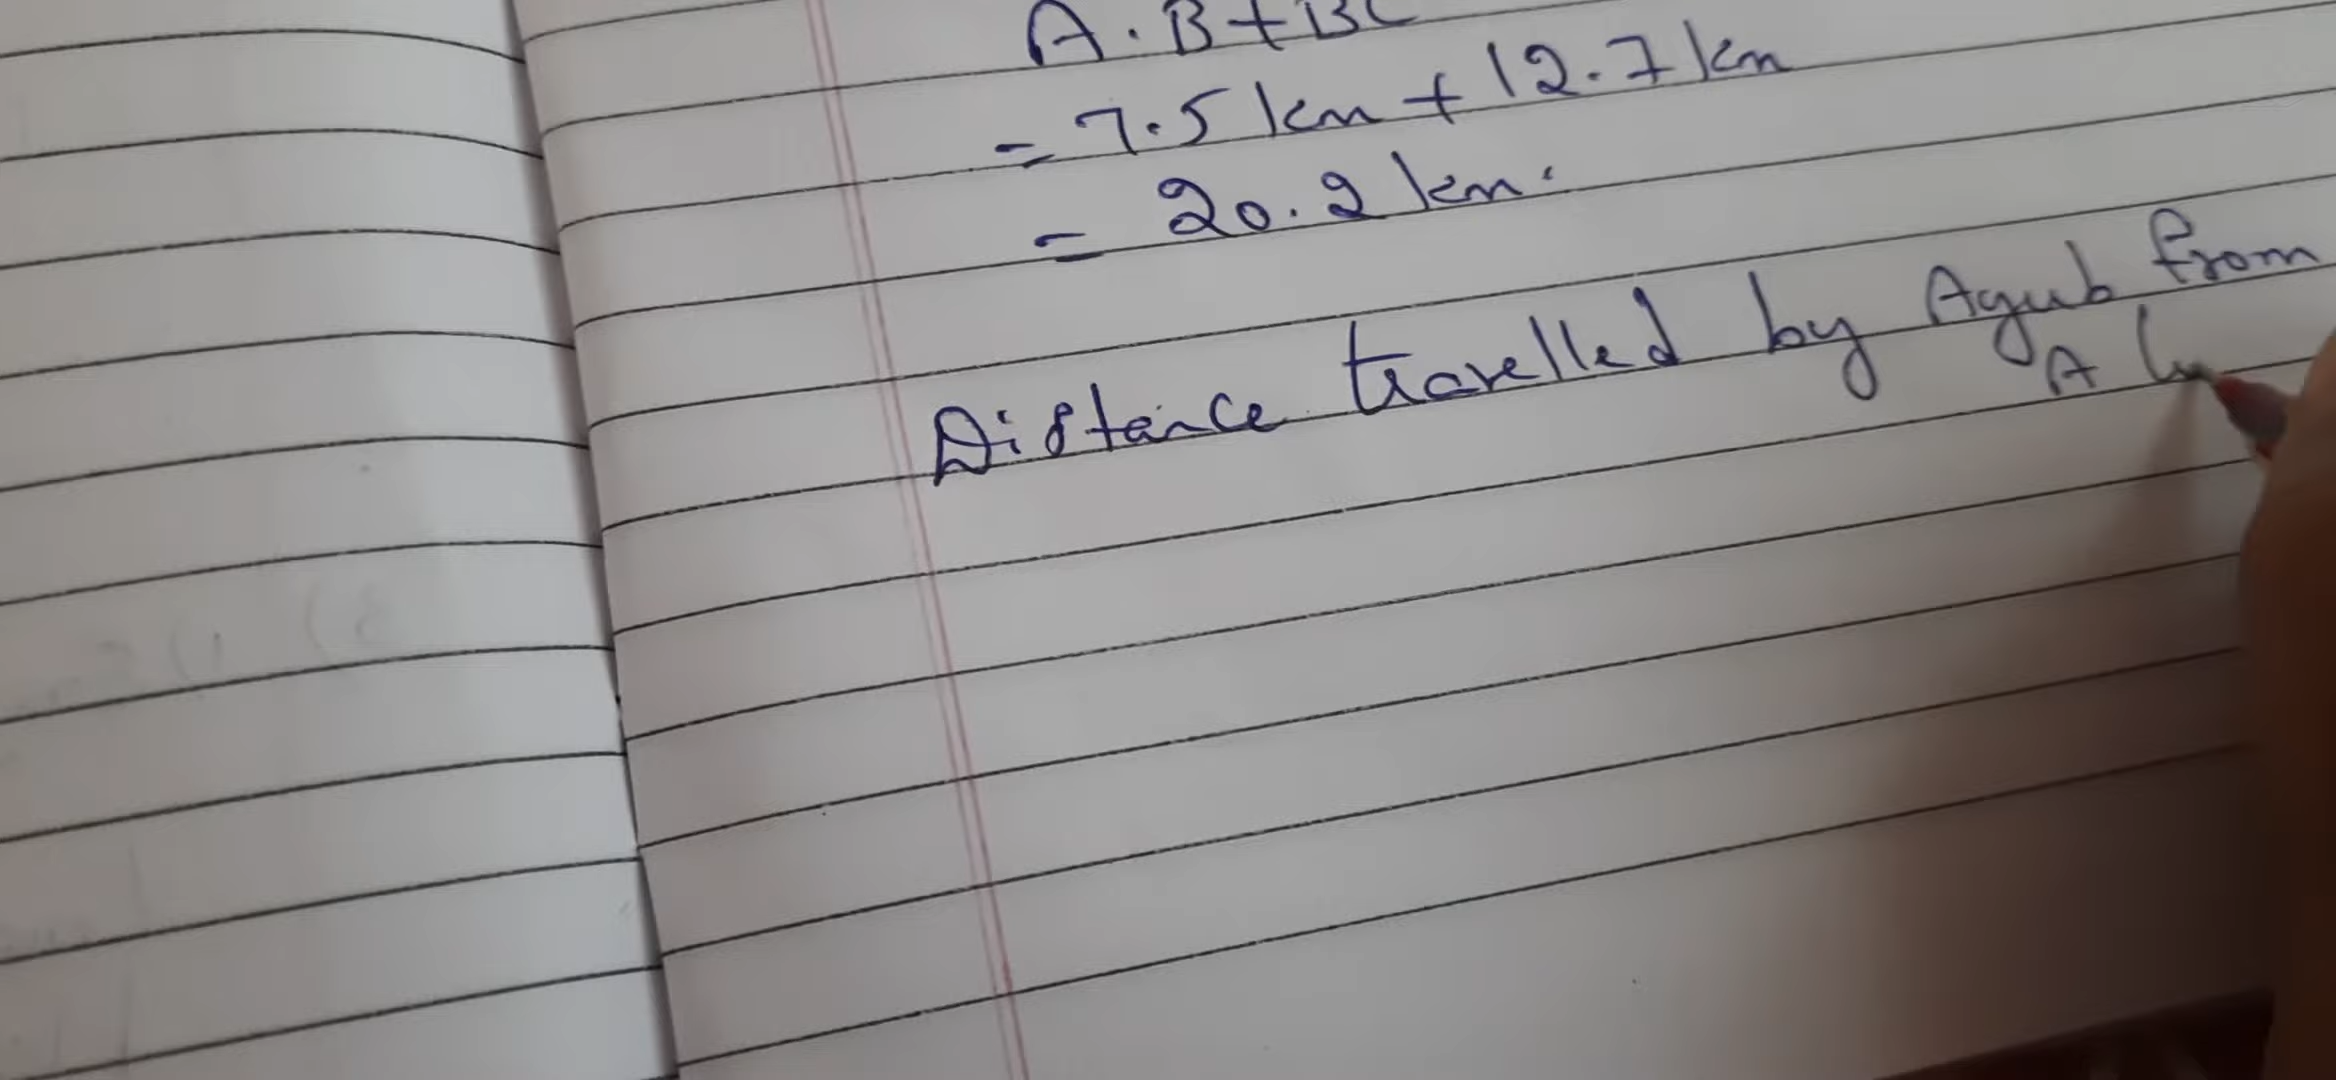 A.B+BC
= 7.5 km + 12.7 km
= 20.2 km.
Distance travelled by Ayub from
A